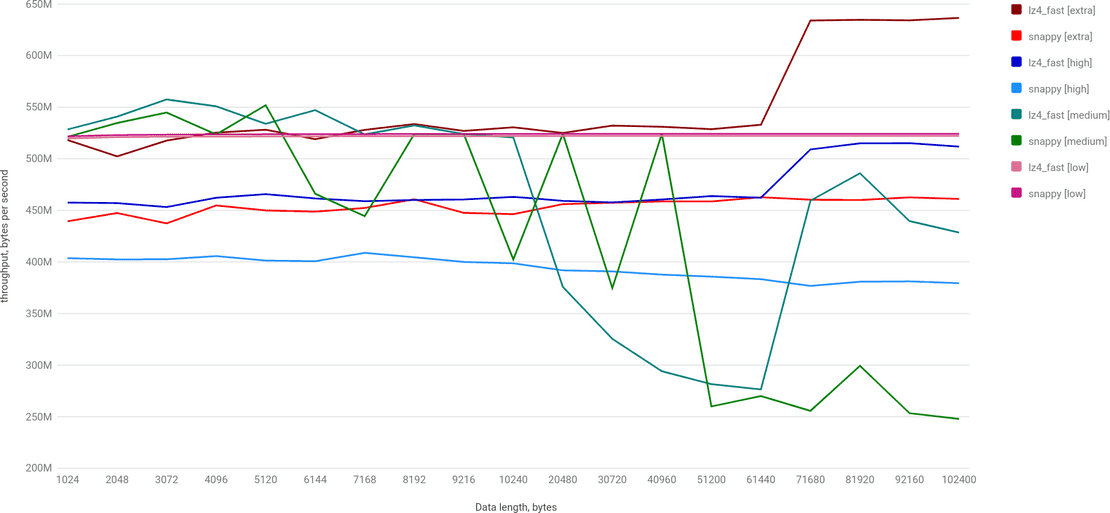 650M
600M
550M
500M
450M
400M
350M
300M
250M
200M
throughput, bytes per second
1024 2048 3072 4096 5120 6144 7168 8192 9216 10240 20480 30720 40960 51200 61440 71680 81920 92160 102400
Data length, bytes
lz4_fast [extra]
snappy [extra]
lz4_fast [high]
snappy [high]
lz4_fast [medium]
snappy [medium]
lz4_fast [low]
snappy [low]